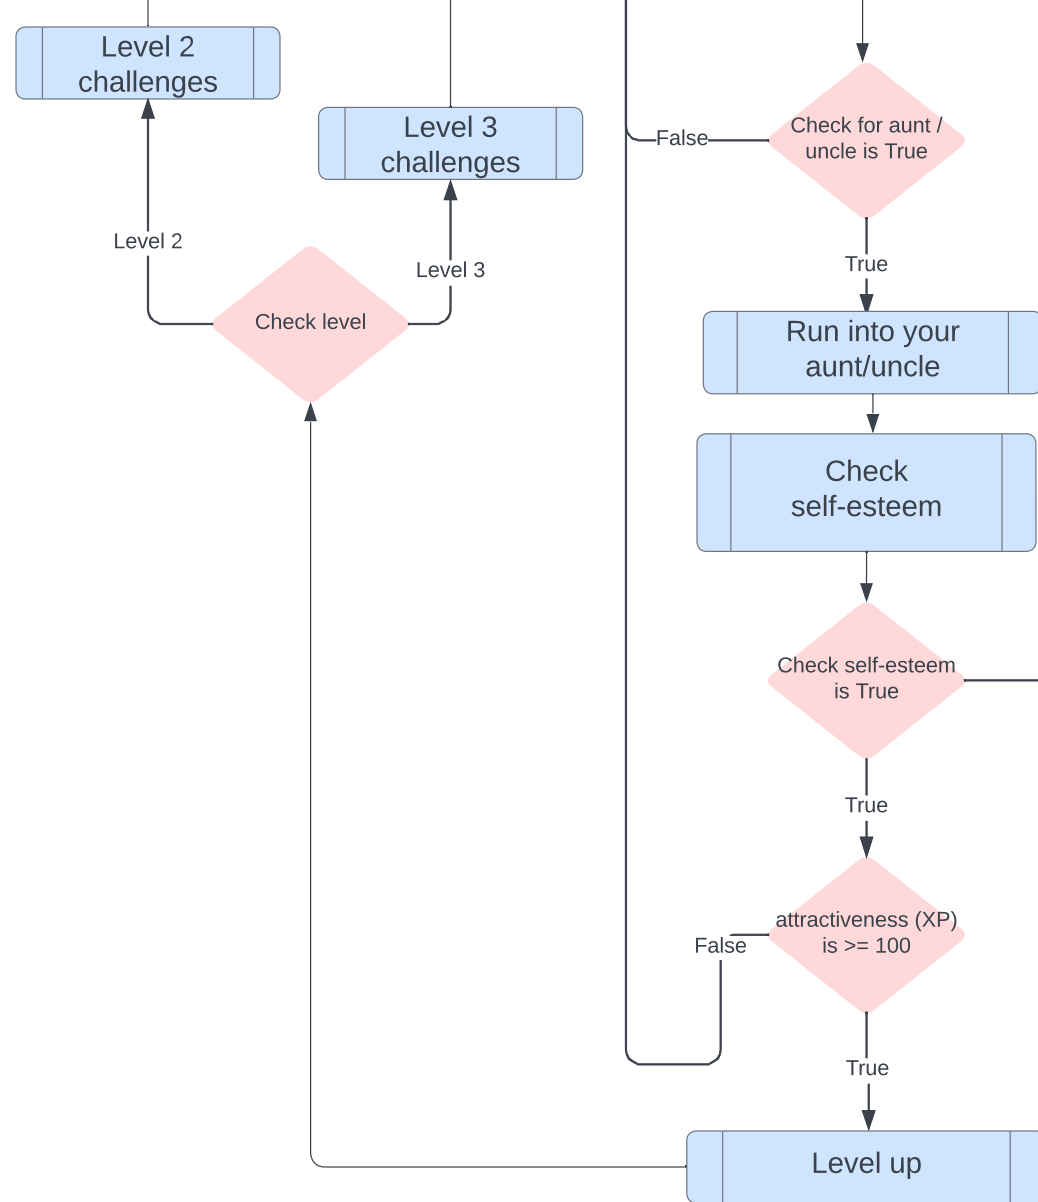 Level 2
challenges
Level 3
challenges
Level 2
Level 3
Check level
Check for aunt /
uncle is True
False
True
Run into your
aunt/uncle
Check
self-esteem
Check self-esteem
is True
True
attractiveness (XP)
is >= 100
False
True
Level up